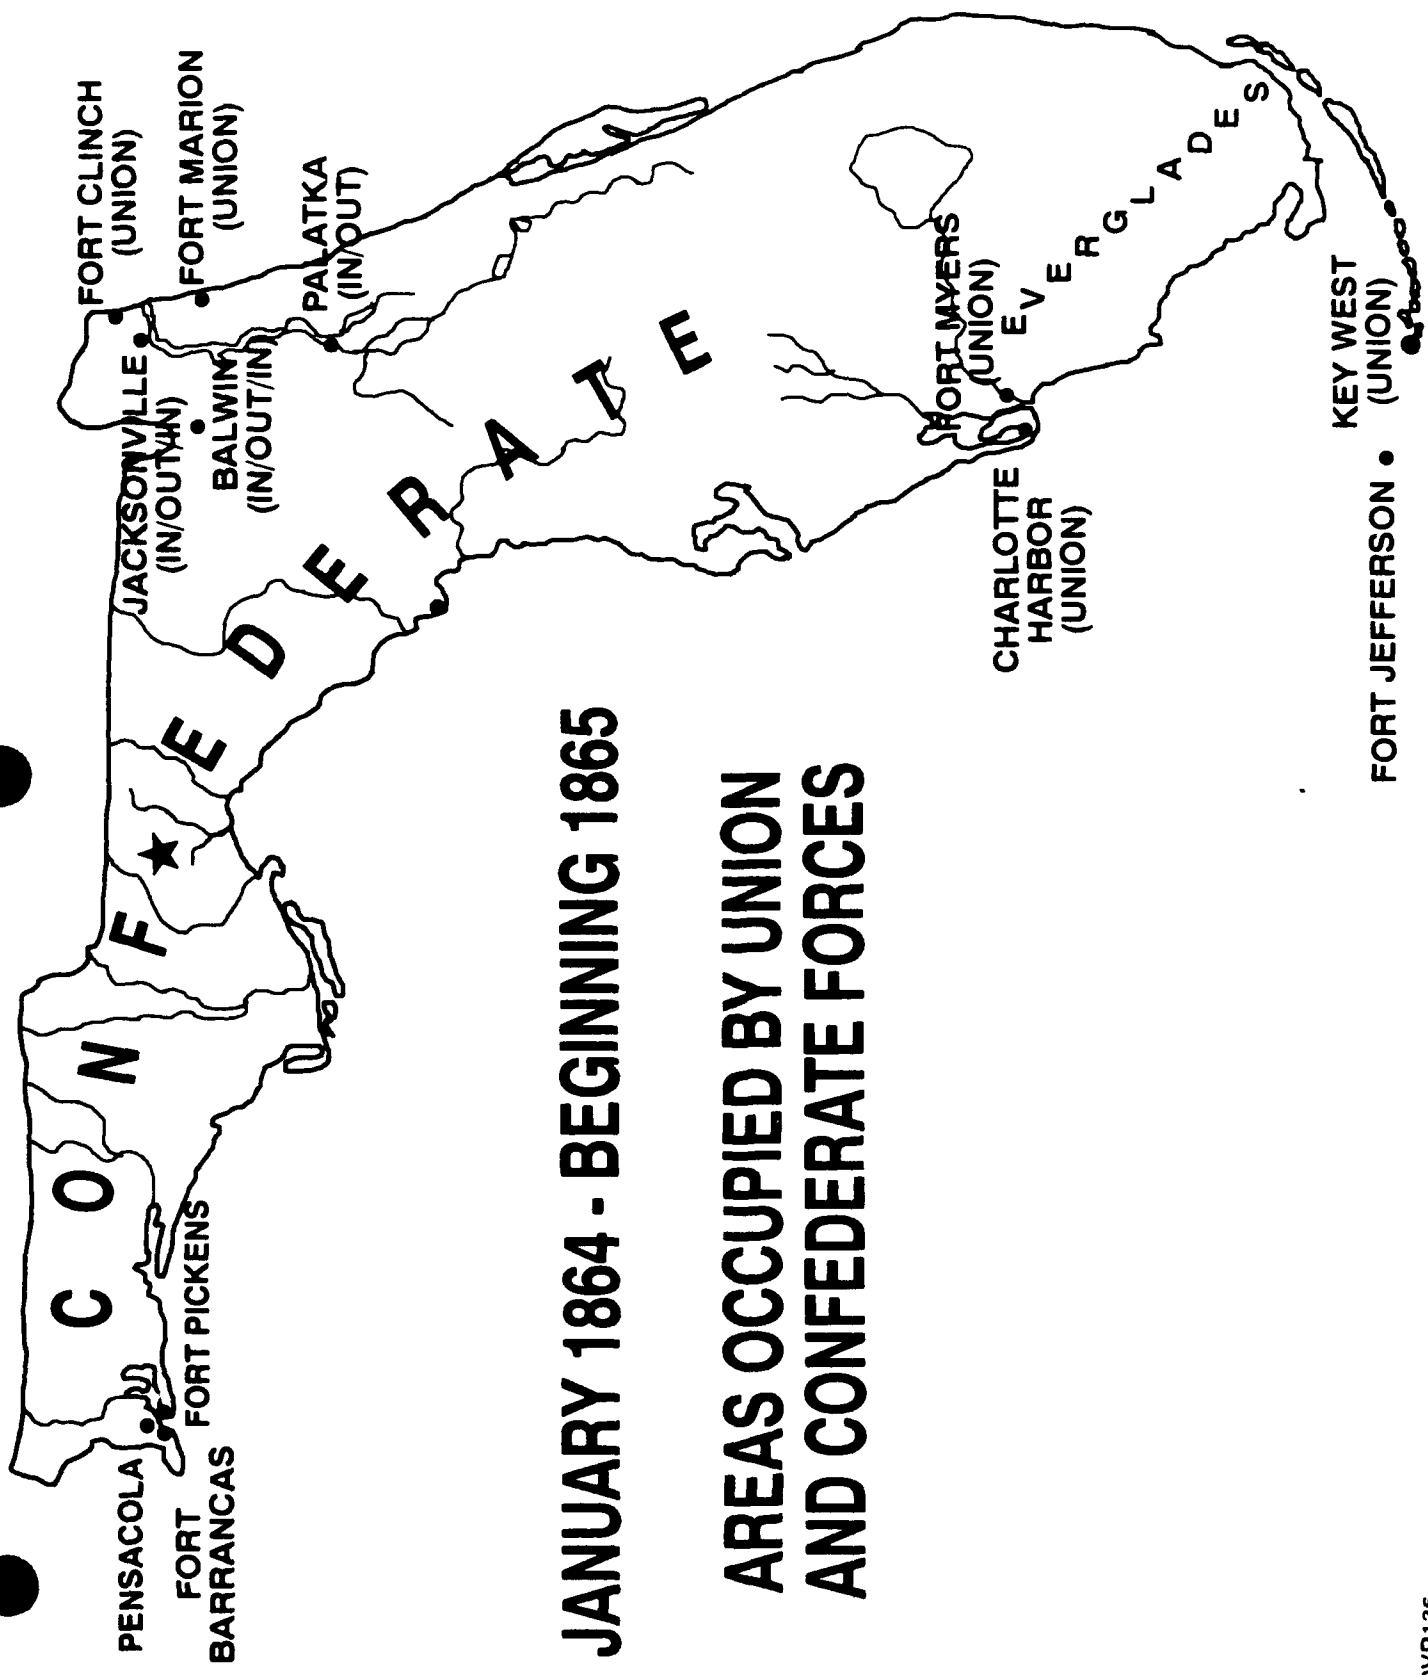 FORT CLINCH
(UNION)
FORT MARION
(UNION)
PALATKA
(IN/OUT)
JACKSONVILLE
(IN/OUT/IN)
BALWIN
(IN/OUT/IN)
CONFEDERATE
PENSACOLA
FORT
BARRANCAS
FORT PICKENS
JANUARY 1864 - BEGINNING 1865
AREAS OCCUPIED BY UNION
AND CONFEDERATE FORCES
FORT MYERS
(UNION)
EVERGLADES
CHARLOTTE
HARBOR
(UNION)
KEY WEST
(UNION)
FORT JEFFERSON